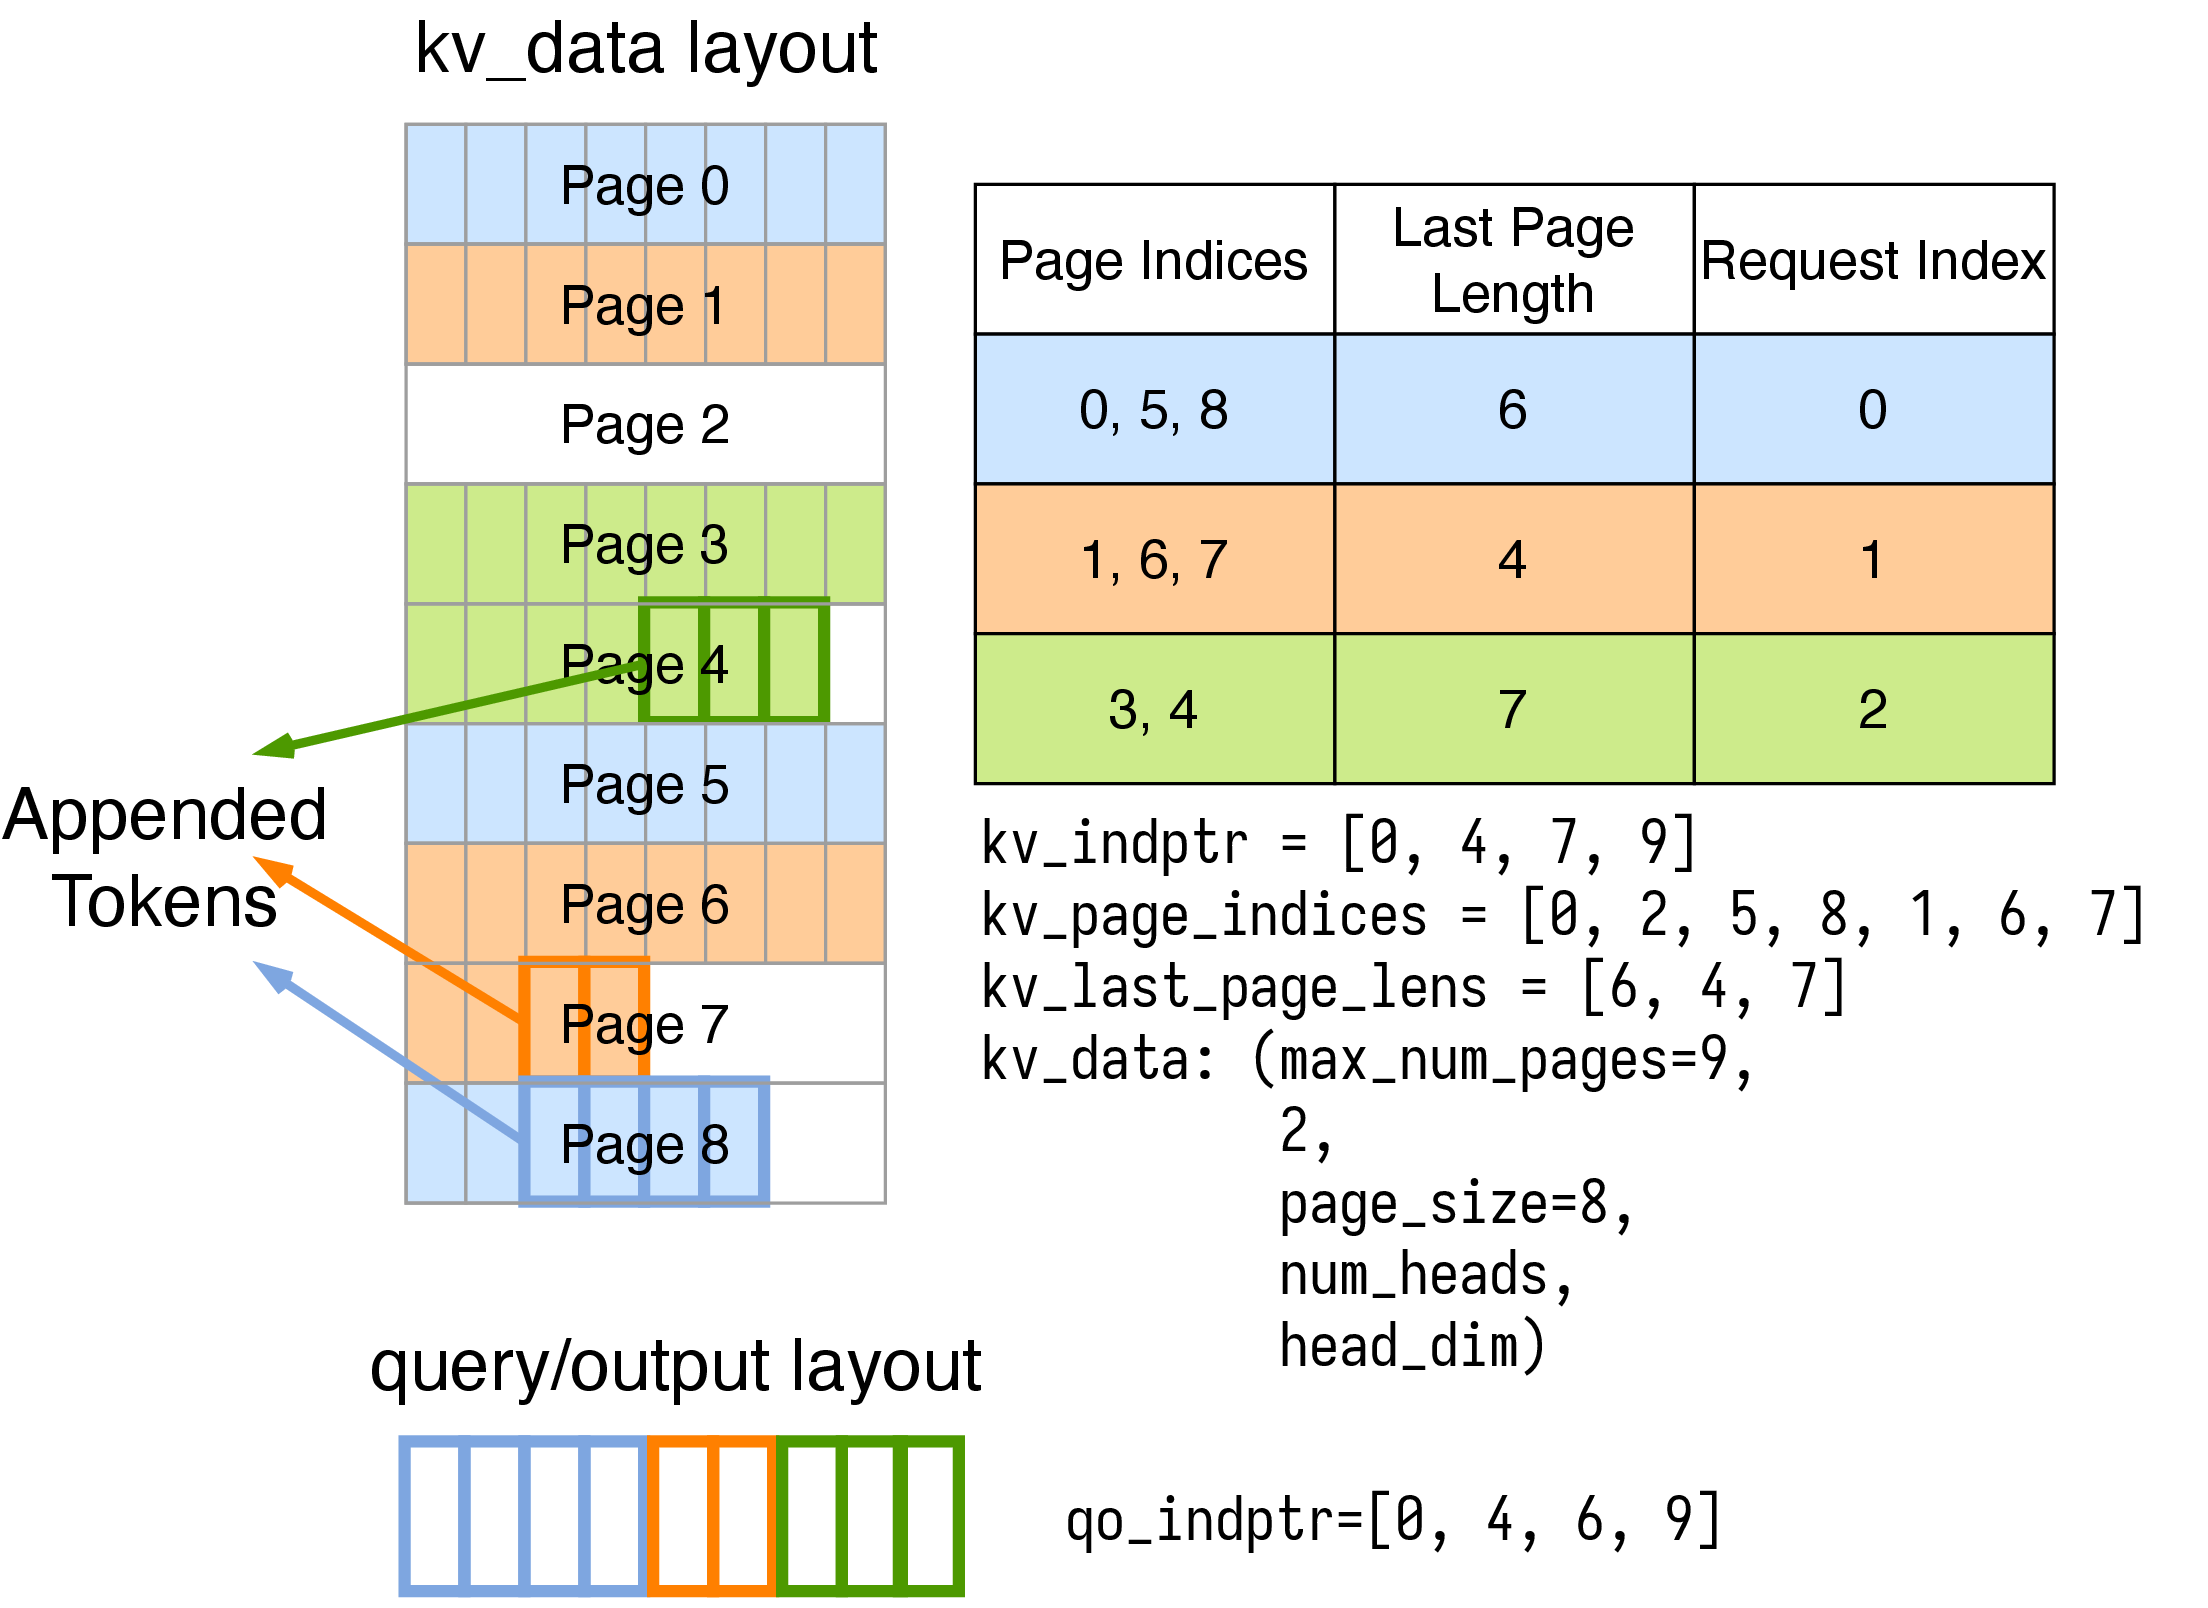 kv_data layout
Page 0
Page 1
Page 2
Page 3
Page 4
Page 5
Page 6
Page 7
Page 8
Appended
Tokens
Page Indices
Last Page
Length
Request Index
0, 5, 8
6
0
1, 6, 7
4
1
3, 4
7
2
kv_indptr = [0, 4, 7, 9]
kv_page_indices = [0, 2, 5, 8, 1, 6, 7]
kv_last_page_lens = [6, 4, 7]
kv_data: (max_num_pages=9,
2,
page_size=8,
num_heads,
head_dim)
query/output layout
qo_indptr=[0, 4, 6, 9]